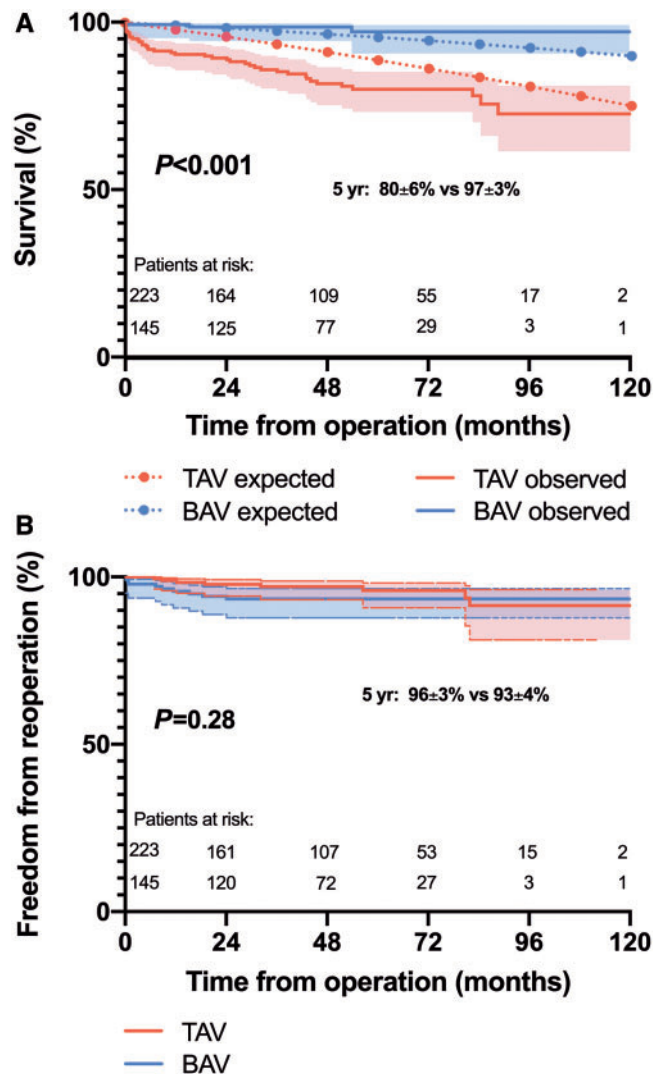 A
Survival (%)
100
50
0
P<0.001
5 yr: 80±6% vs 97±3%
Patients at risk:
223 164 109 55 17 2
145 125 77 29 3 1
0 24 48 72 96 120
Time from operation (months)
TAV expected TAV observed
BAV expected BAV observed
B
Freedom from reoperation (%)
100
50
0
5 yr: 96±3% vs 93±4%
P=0.28
Patients at risk:
223 161 107 53 15 2
145 120 72 27 3 1
0 24 48 72 96 120
Time from operation (months)
TAV
BAV